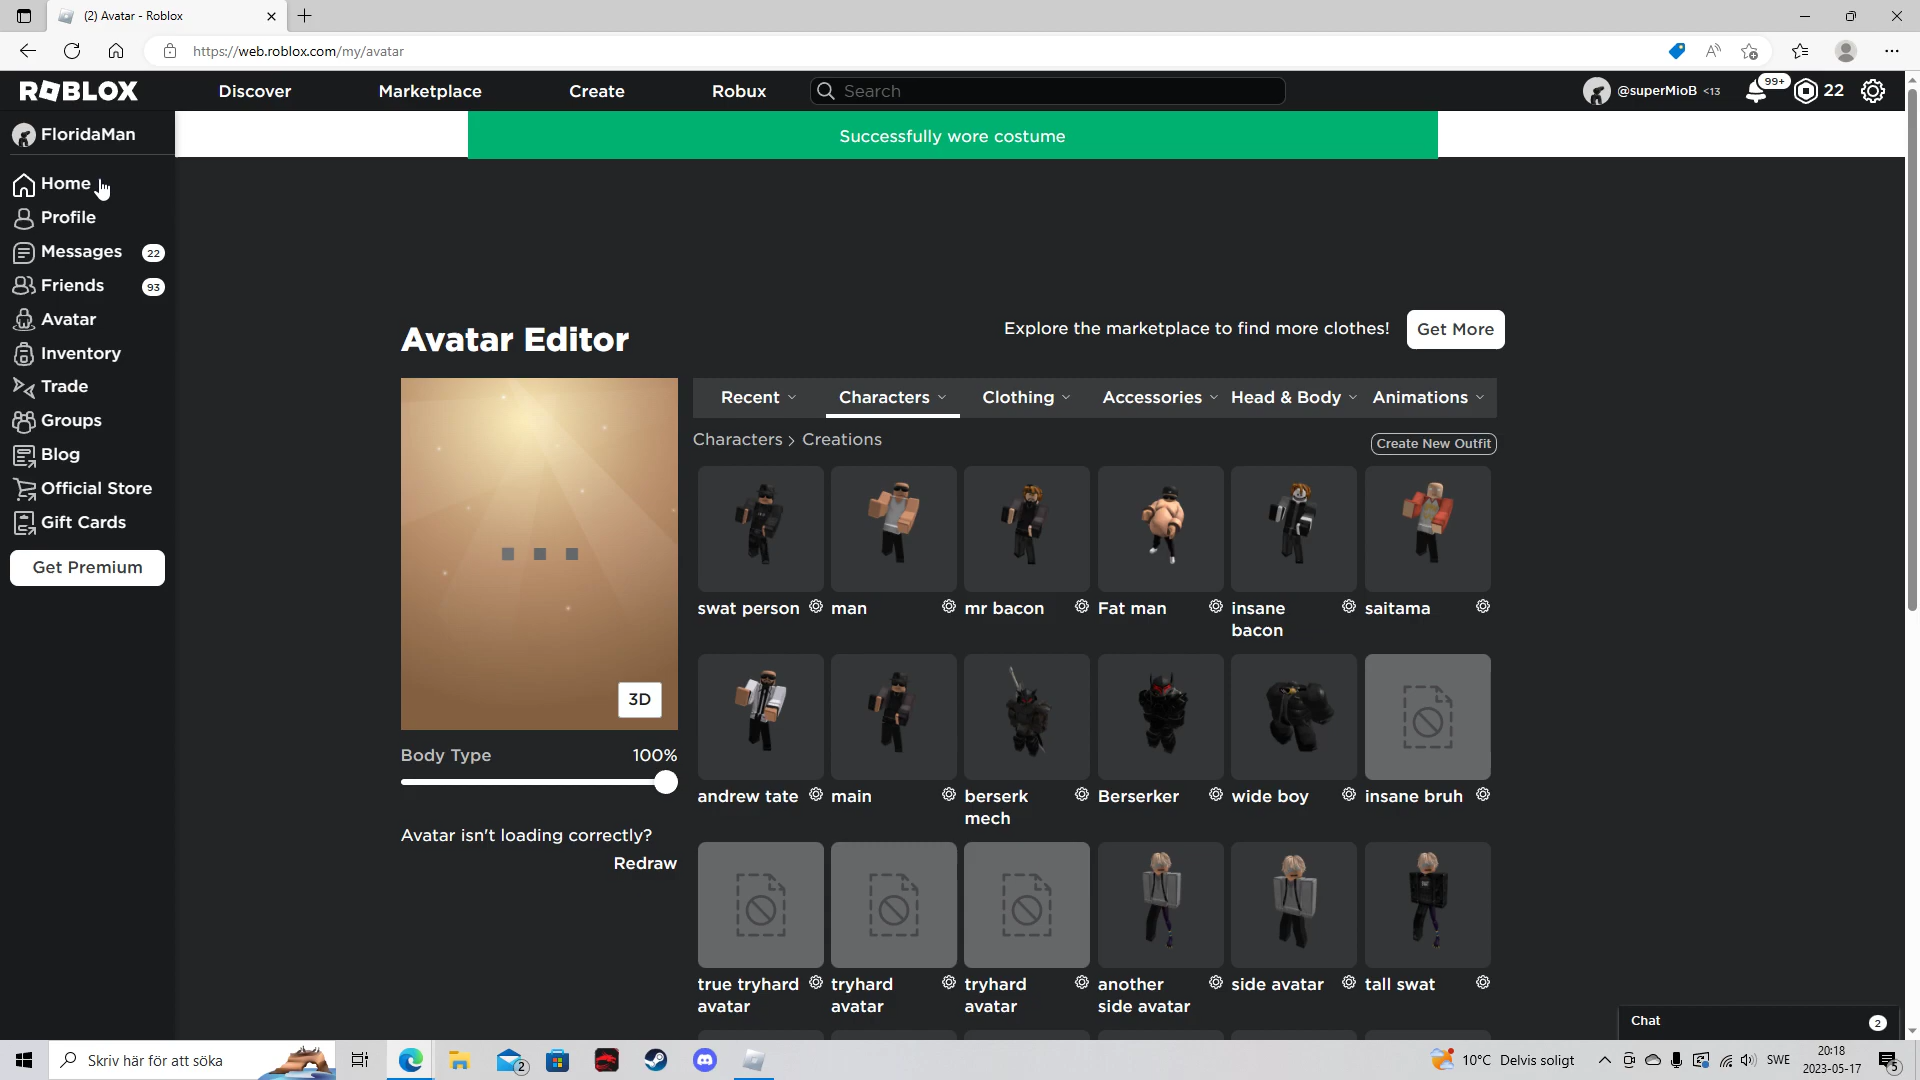 (2) Avatar - Roblox
https://web.roblox.com/my/avatar
ROBLOX
Discover
Marketplace
Create
Robux
Search
@superMioB <13
99+
22
FloridaMan
Successfully wore costume
Home
Profile
Messages 22
Friends 93
Avatar
Inventory
Trade
Groups
Blog
Official Store
Gift Cards
Get Premium
Avatar Editor
Explore the marketplace to find more clothes!
Get More
3D
Body Type 100%
Avatar isn't loading correctly?
Redraw
Recent
Characters
Clothing
Accessories
Head & Body
Animations
Characters > Creations
Create New Outfit
swat person
man
mr bacon
Fat man
insane
bacon
saitama
andrew tate
main
berserk
mech
Berserker
wide boy
insane bruh
true tryhard
avatar
tryhard
avatar
tryhard
avatar
another
side avatar
side avatar
tall swat
Chat 2
Skriv här för att söka
2
10°C Delvis soligt
SWE
20:18
2023-05-17
5